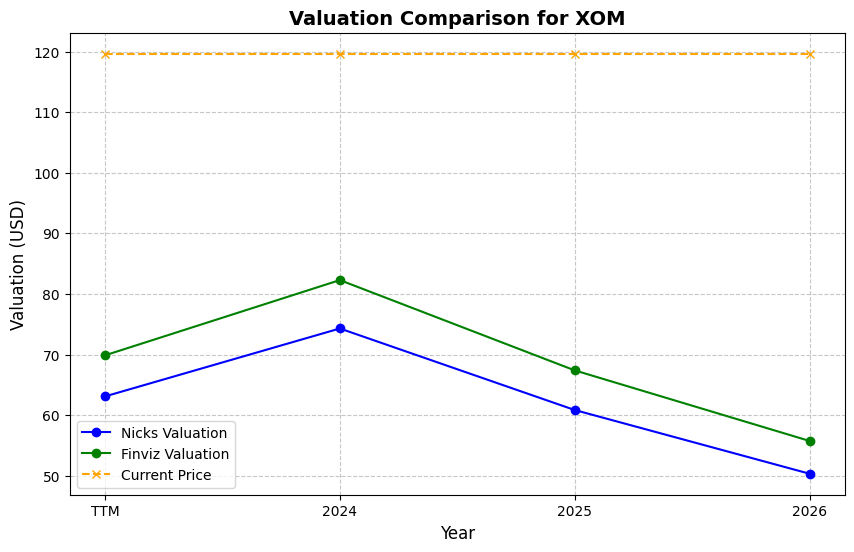 Valuation Comparison for XOM
Valuation (USD)
120
110
100
90
80
70
60
50
Nicks Valuation
Finviz Valuation
Current Price
TTM 2024 2025 2026
Year